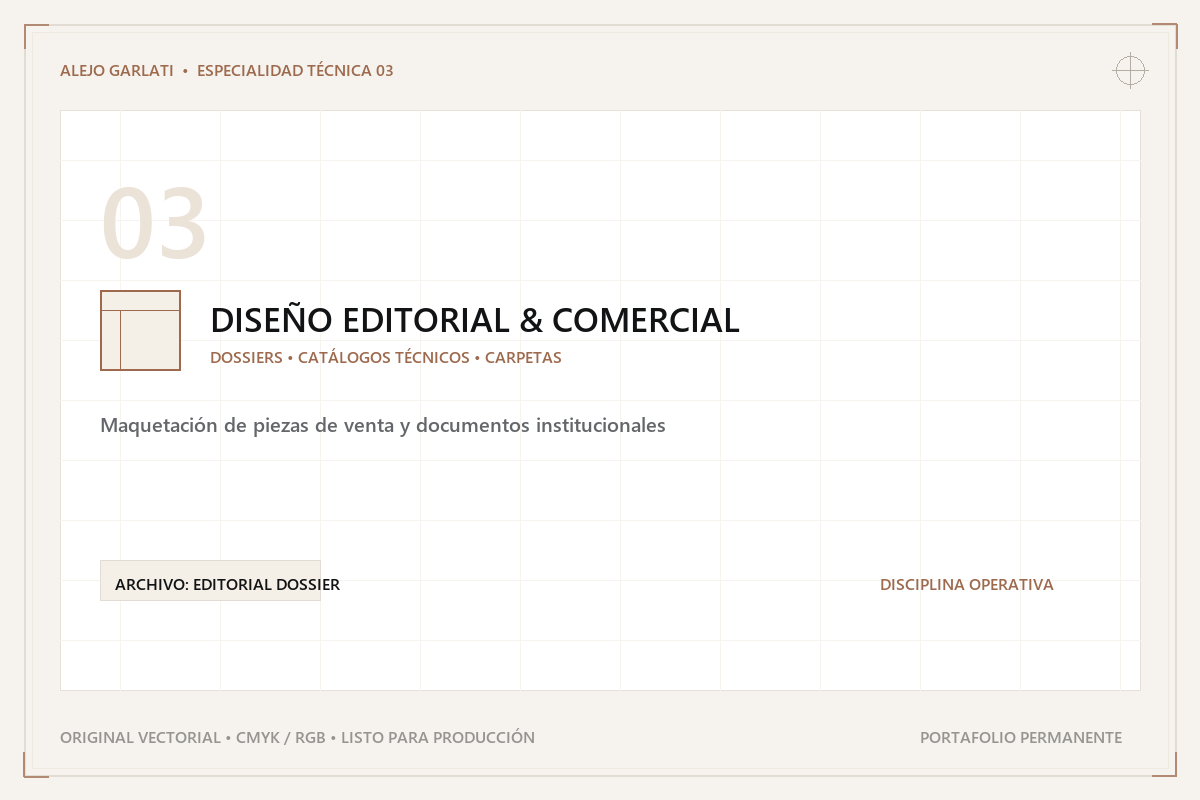 ALEJO GARLATI • ESPECIALIDAD TÉCNICA 03
03
DISEÑO EDITORIAL & COMERCIAL
DOSSIERS • CATÁLOGOS TÉCNICOS • CARPETAS
Maquetación de piezas de venta y documentos institucionales
ARCHIVO: EDITORIAL DOSSIER
DISCIPLINA OPERATIVA
ORIGINAL VECTORIAL • CMYK / RGB • LISTO PARA PRODUCCIÓN
PORTAFOLIO PERMANENTE